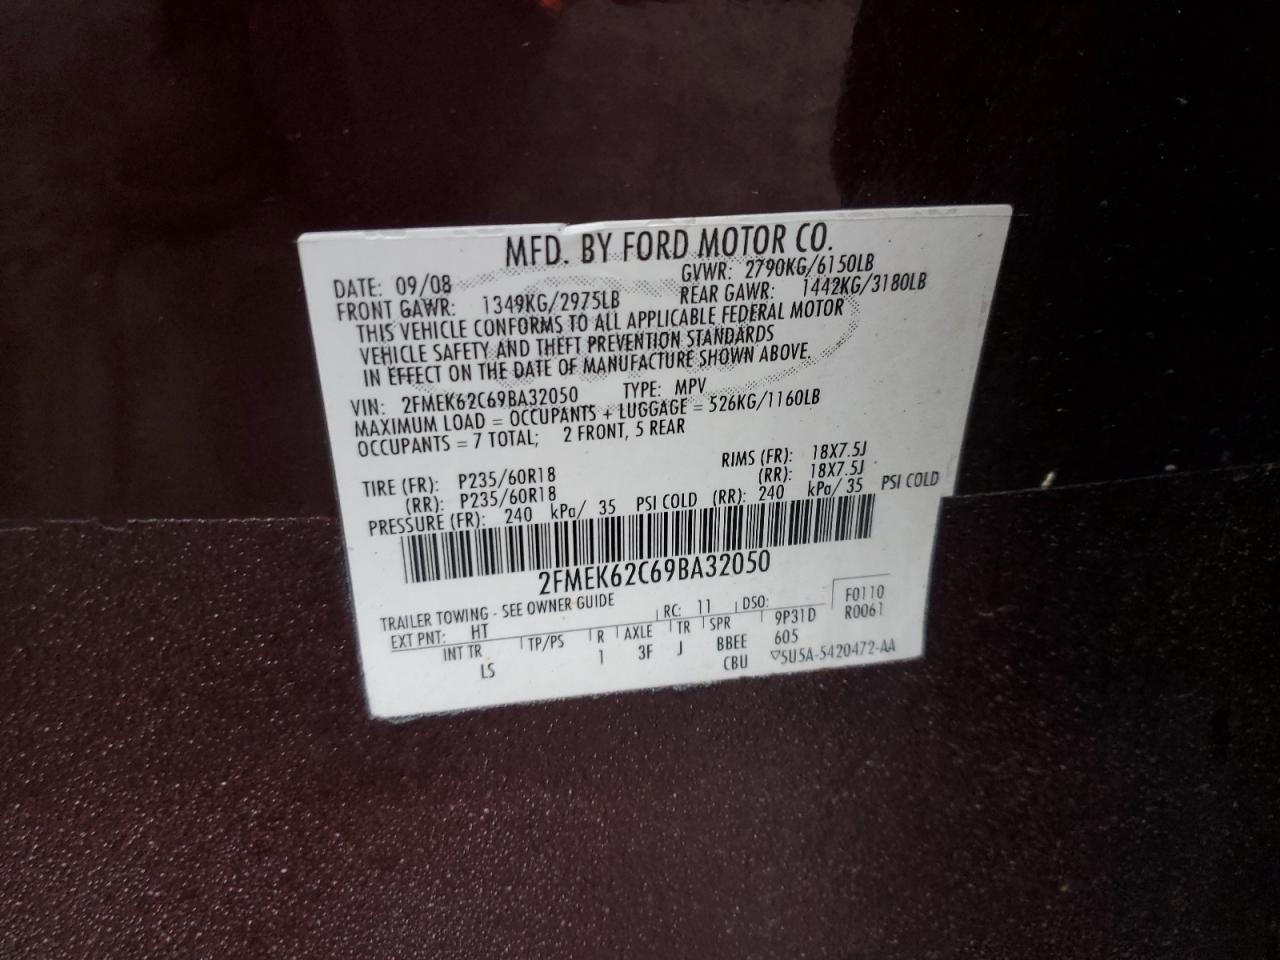 MFD. BY FORD MOTOR CO.
DATE: 09/08 GVWR: 2790KG/6150LB
FRONT GAWR: 1349KG/2975LB REAR GAWR: 1442KG/3180LB
THIS VEHICLE CONFORMS TO ALL APPLICABLE FEDERAL MOTOR
VEHICLE SAFETY AND THEFT PREVENTION STANDARDS
IN EFFECT ON THE DATE OF MANUFACTURE SHOWN ABOVE.
VIN: 2FMEK62C69BA32050 TYPE: MPV
MAXIMUM LOAD = OCCUPANTS + LUGGAGE = 526KG/1160LB
OCCUPANTS = 7 TOTAL; 2 FRONT, 5 REAR
TIRE (FR): P235/60R18 RIMS (FR): 18X7.5J
(RR): P235/60R18 (RR): 18X7.5J
PRESSURE (FR): 240 kPa/ 35 PSI COLD (RR): 240 kPa/ 35 PSI COLD
2FMEK62C69BA32050
TRAILER TOWING - SEE OWNER GUIDE
EXT PNT: HT RC: 11 DSO: F0110
INT TR TP/PS R AXLE TR SPR 9P31D R0061
LS 1 3F J BBEE 605
CBU ▽5U5A-5420472-AA